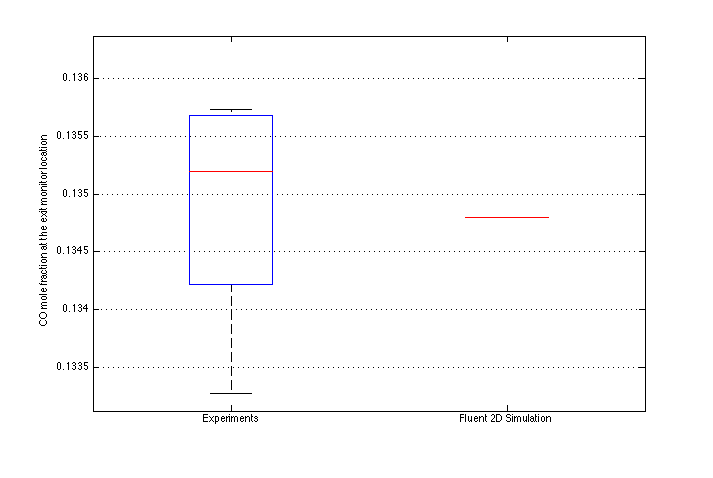 CO mole fraction at the exit monitor location
0.136
0.1355
0.135
0.1345
0.134
0.1335
Experiments
Fluent 2D Simulation